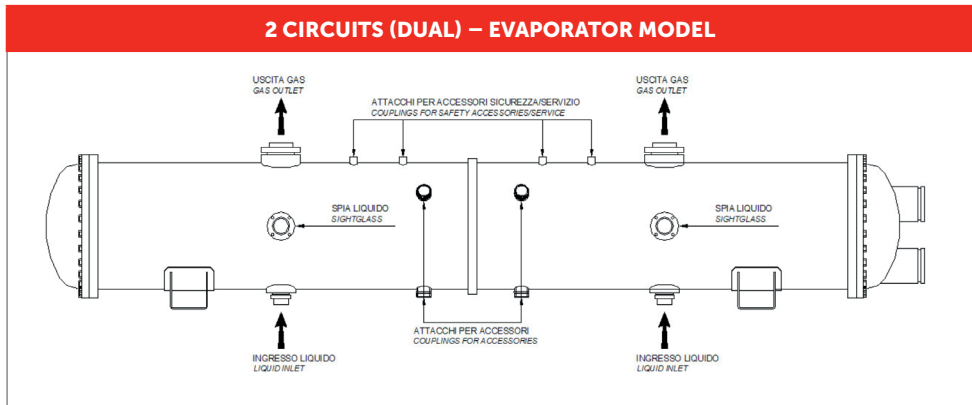 2 CIRCUITS (DUAL) – EVAPORATOR MODEL
USCITA GAS
GAS OUTLET
ATTACCHI PER ACCESSORI SICUREZZA/SERVIZIO
COUPLINGS FOR SAFETY ACCESSORIES/SERVICE
USCITA GAS
GAS OUTLET
SPIA LIQUIDO
SIGHTGLASS
SPIA LIQUIDO
SIGHTGLASS
ATTACCHI PER ACCESSORI
COUPLINGS FOR ACCESSORIES
INGRESSO LIQUIDO
LIQUID INLET
INGRESSO LIQUIDO
LIQUID INLET